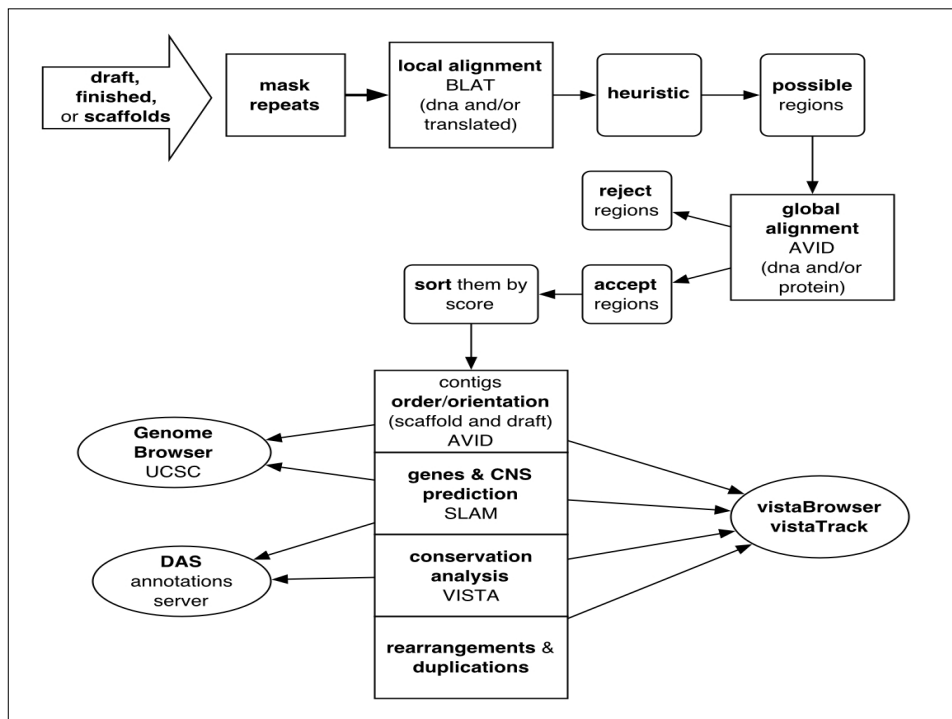 draft,
finished,
or scaffolds
mask
repeats
local alignment
BLAT
(dna and/or
translated)
heuristic
possible
regions
reject
regions
global
alignment
AVID
(dna and/or
protein)
sort them by
score
accept
regions
contigs
order/orientation
(scaffold and draft)
AVID
Genome
Browser
UCSC
genes & CNS
prediction
SLAM
vistaBrowser
vistaTrack
DAS
annotations
server
conservation
analysis
VISTA
rearrangements &
duplications